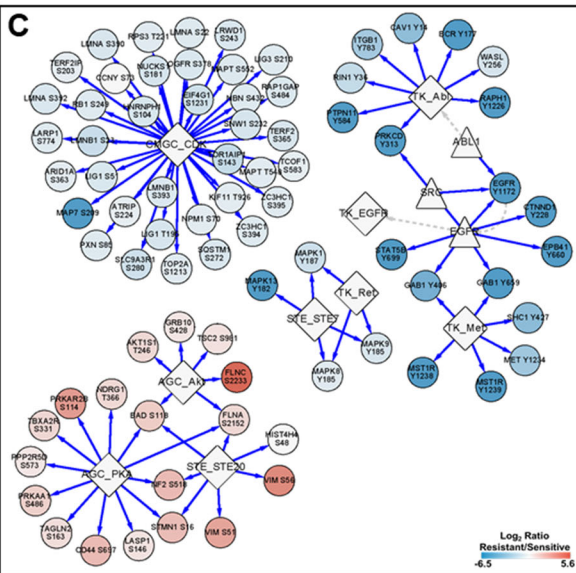 C
LMNA S390
RPS3 T221
LMNA S22
LRWD1
S243
TERF2IP
S203
CCNY S73
NUCKS1
S181
OGFR S378
MAPT S552
LIG3 S210
LMNA S392
RB1 S249
HNRNPH1
S104
EIF4G1
S1231
HBN S432
RAP1GAP
S484
LARP1
S774
SNW1 S232
TERF2
S365
CMGC_CDK
ARID1A
S363
LIG1 S51
S143
MAPT T548
TCOF1
S583
MAP7 S209
ATRIP
S224
LMNB1
S393
NPM1 S70
KIF11 T926
ZC3HC1
S395
PXN S85
LIG1 T195
SQSTM1
S272
ZC3HC1
S394
SLC9A3R1
S280
TOP2A
S1213
ITGB1
Y783
CAV1 Y14
BCR Y177
WASL
Y256
RIN1 Y36
TK_Abl
PTPN11
Y584
RAPH1
Y1226
PRKCD
Y313
ABL1
SRC
EGFR
Y1172
TK_EGFR
CTNND1
Y228
EGFR
STAT5B
Y699
EPB41
Y660
GAB1 Y406
GAB1 Y659
TK_Met
SHC1 Y427
MET Y1234
MST1R
Y1238
MST1R
Y1239
MAPK1
Y187
MAPK13
Y182
TK_Ret
STE_STE7
MAPK9
Y185
MAPK8
Y185
GRB10
S428
AKT1S1
T246
TSC2 S981
AGC_Akt
FLNC
S2233
PRKAR2B
S114
NDRG1
T366
TBXA2R
S331
BAD S118
FLNA
S2152
HIST4H4
S48
PPP2R5D
S573
AGC_PKA
STE_STE20
NF2 S518
VIM S56
PRKAA1
S486
TAGLN2
S163
CD44 S697
LASP1
S146
STMN1 S16
VIM S51
Log₂ Ratio
Resistant/Sensitive
-6.5 5.6